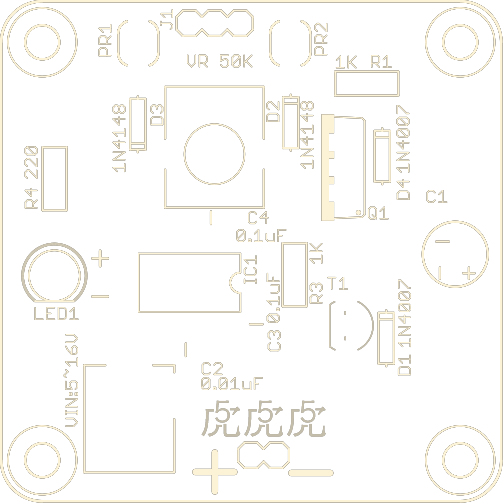 PR1
J1
PR2
VR 50K
1K R1
D3
1N4148
D2
1N4148
1N4007
D4
R4 220
C1
Q1
C4
0.1uF
IC1
1K
R3
0.1uF
C3
T1
LED1
1N4007
D1
VIN:5~16V
C2
0.01uF
虎虎虎
+ −